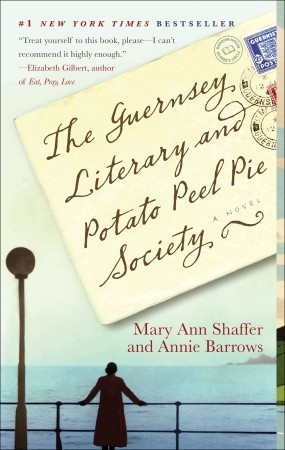 #1 NEW YORK TIMES BESTSELLER
"Treat yourself to this book, please—I can't
recommend it highly enough."
—Elizabeth Gilbert, author
of Eat, Pray, Love
The Guernsey
Literary and
Potato Peel Pie
Society
A NOVEL
Mary Ann Shaffer
and Annie Barrows